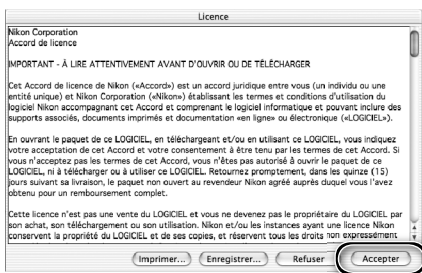 Licence
Nikon Corporation
Accord de licence
IMPORTANT - À LIRE ATTENTIVEMENT AVANT D'OUVRIR OU DE TÉLÉCHARGER
Cet Accord de licence de Nikon («Accord») est un accord juridique entre vous (un individu ou une
entité unique) et Nikon Corporation («Nikon») établissant les termes et conditions d'utilisation du
logiciel Nikon accompagnant cet Accord et comprenant le logiciel informatique et pouvant inclure des
supports associés, documents imprimés et documentation «en ligne» ou électronique («LOGICIEL»).
En ouvrant le paquet de ce LOGICIEL, en téléchargeant et/ou en utilisant ce LOGICIEL, vous indiquez
votre acceptation de cet Accord et votre consentement à être tenu par les termes de cet Accord. Si
vous n'acceptez pas les termes de cet Accord, vous n'êtes pas autorisé à ouvrir le paquet de ce
LOGICIEL, ni à télécharger ou à utiliser ce LOGICIEL. Retournez promptement, dans les quinze (15)
jours suivant sa livraison, le paquet non ouvert au revendeur Nikon agréé auprès duquel vous l'avez
obtenu pour un remboursement complet.
Cette licence n'est pas une vente du LOGICIEL et vous ne devenez pas le propriétaire du LOGICIEL par
son achat, son téléchargement ou son utilisation. Nikon et/ou les instances ayant une licence Nikon
conservent la propriété du LOGICIEL et de ses copies, et réservent tous les droits non expressément
Imprimer... Enregistrer... Refuser Accepter